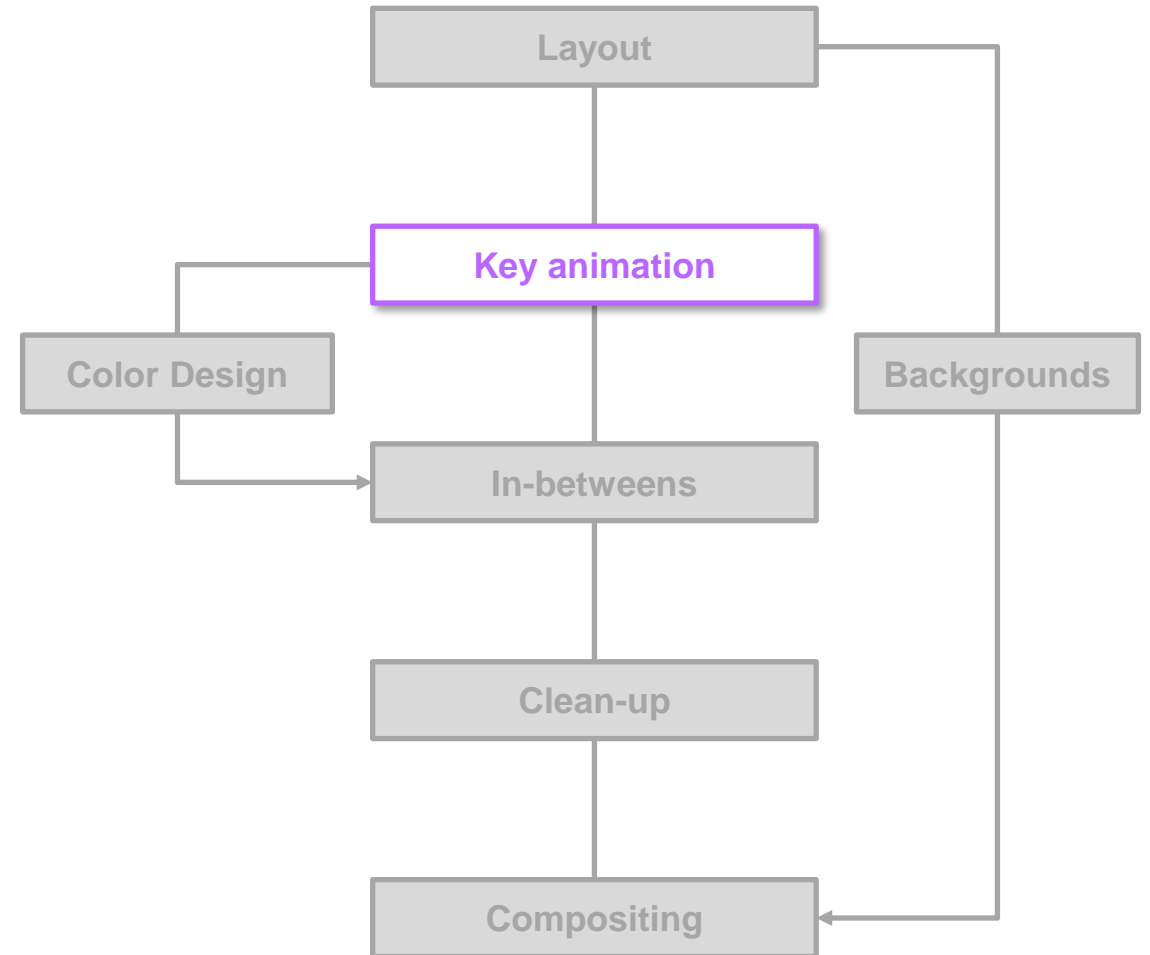 Layout
Key animation
Color Design
Backgrounds
In-betweens
Clean-up
Compositing